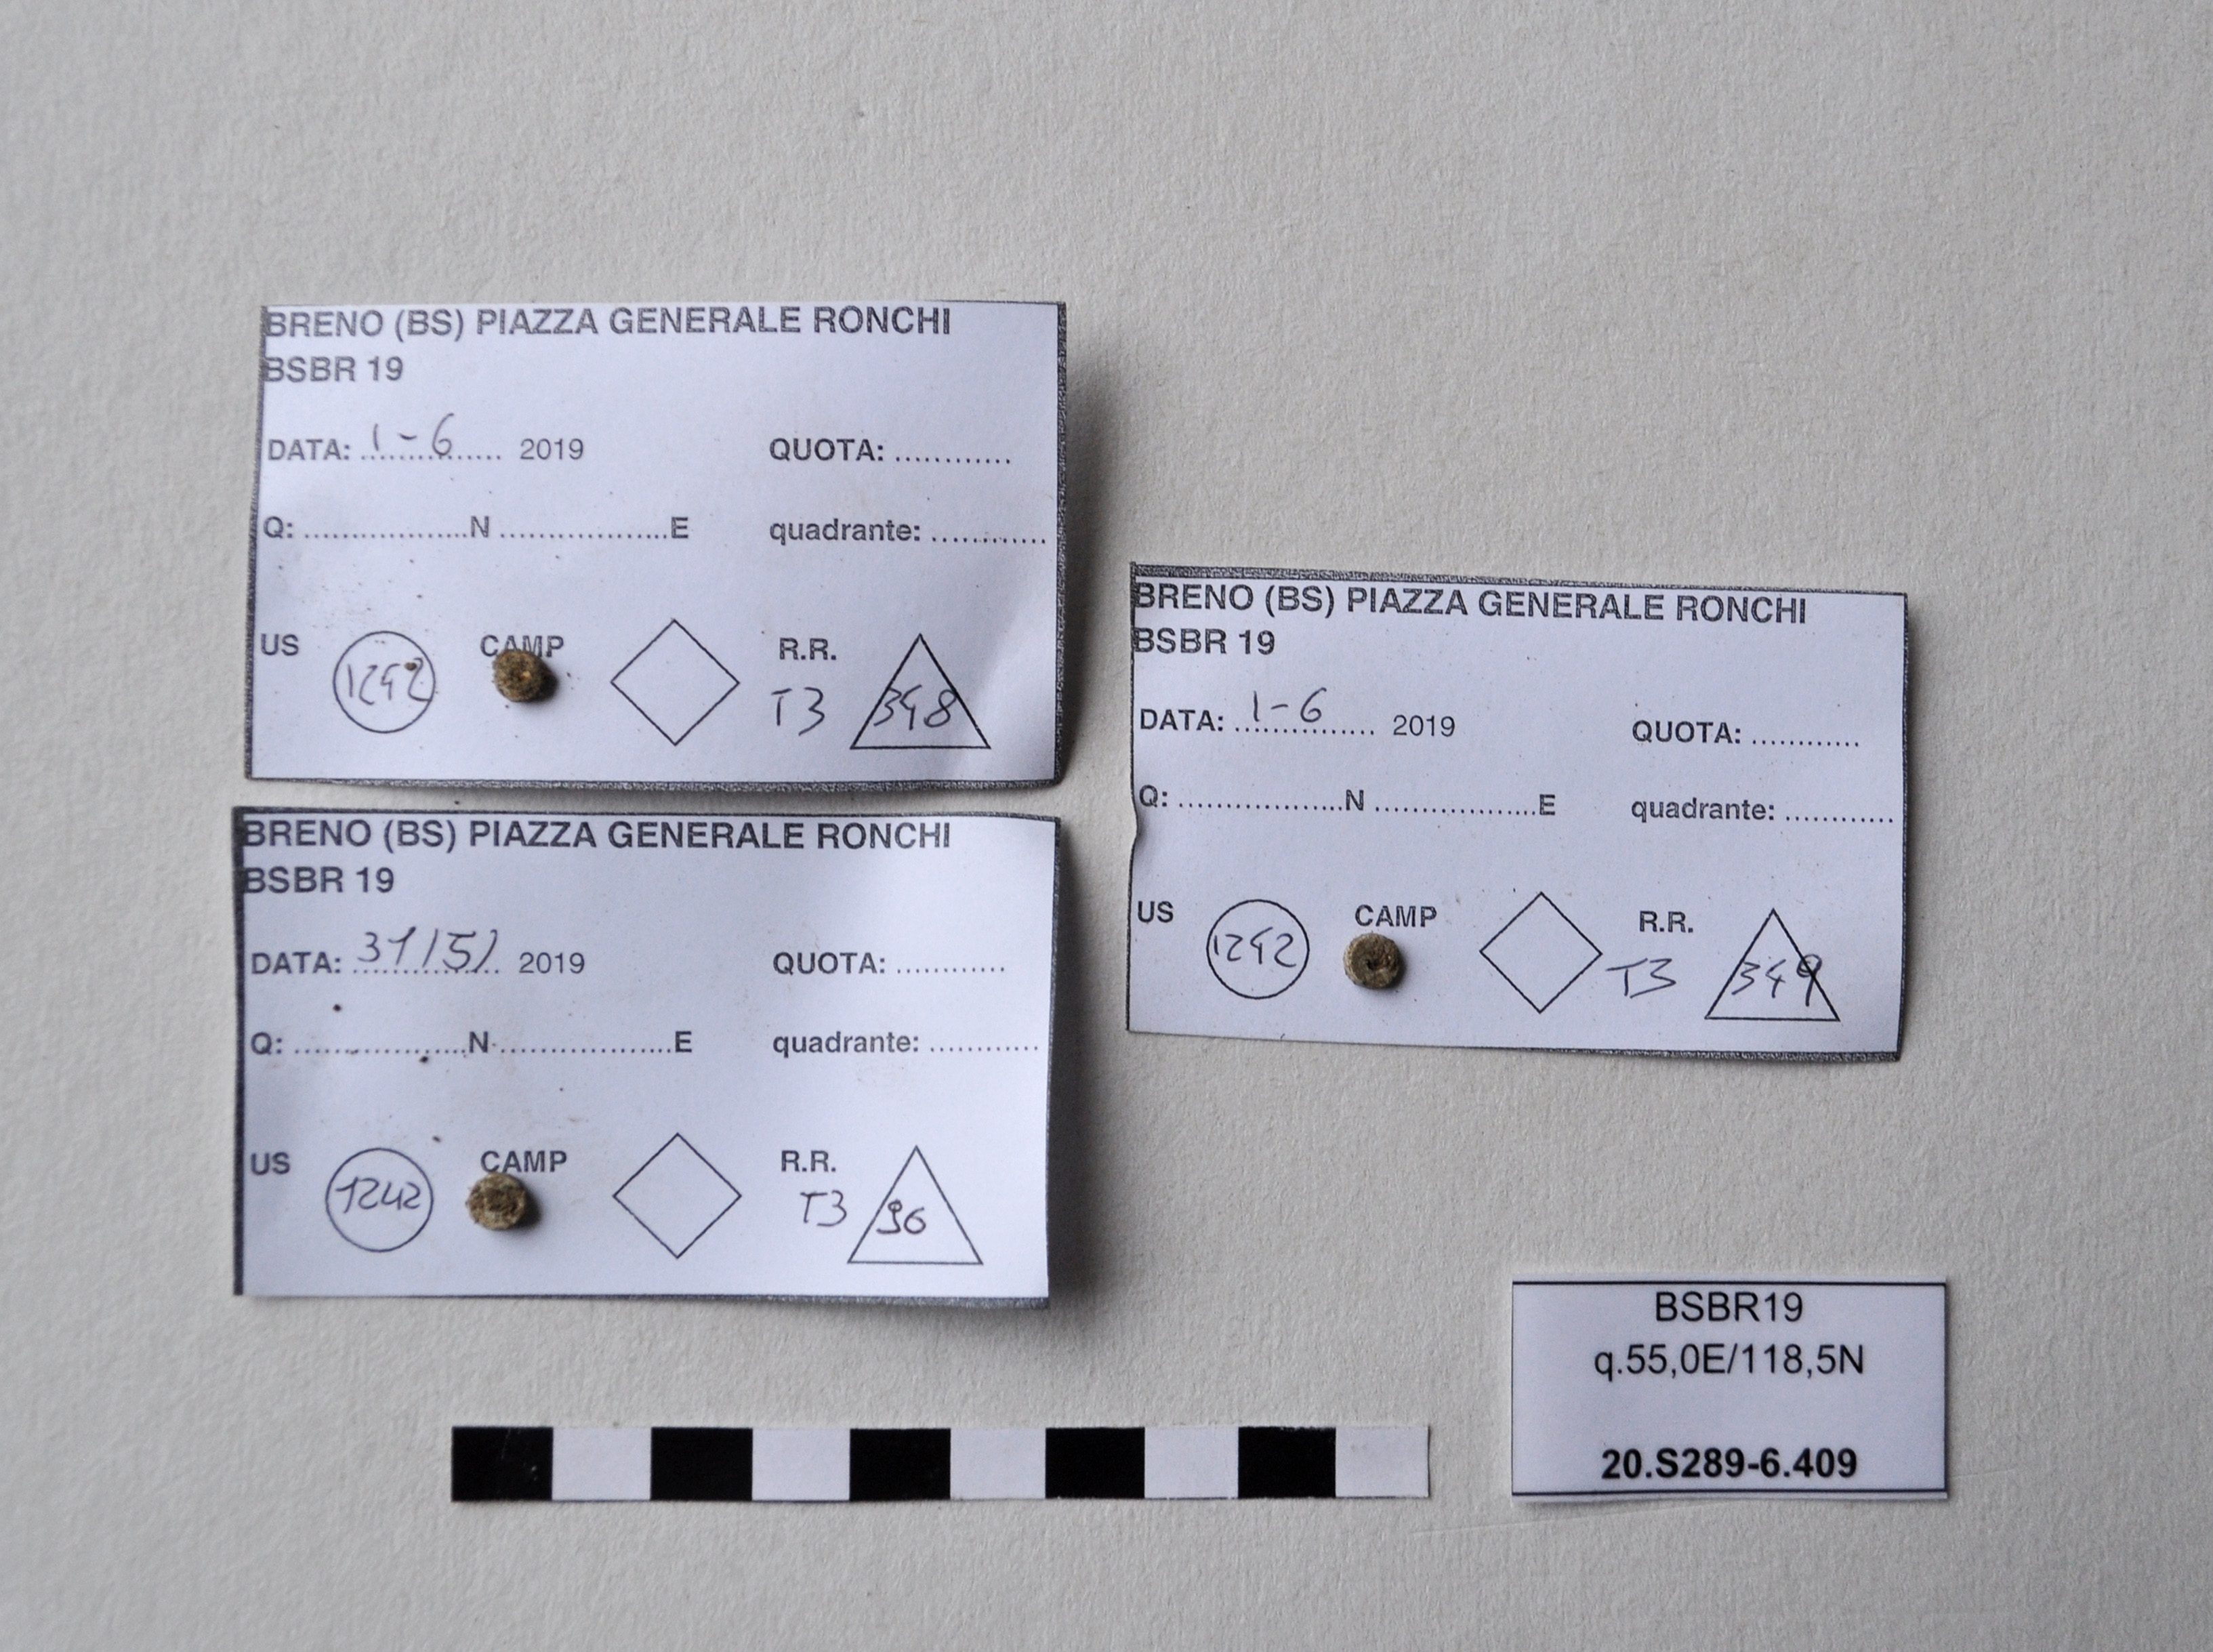 BRENO (BS) PIAZZA GENERALE RONCHI
BSBR 19
DATA: 1-6 2019 QUOTA: ............
Q: ..................N ..................E quadrante: ............
US 1242 CAMP R.R. T3 348
BRENO (BS) PIAZZA GENERALE RONCHI
BSBR 19
DATA: 31/5/ 2019 QUOTA: ............
Q: ..................N ..................E quadrante: ............
US 1242 CAMP R.R. T3 96
BRENO (BS) PIAZZA GENERALE RONCHI
BSBR 19
DATA: 1-6 2019 QUOTA: ............
Q: ..................N ..................E quadrante: ............
US 1242 CAMP R.R. T3 349
BSBR19
q.55,0E/118,5N
20.S289-6.409